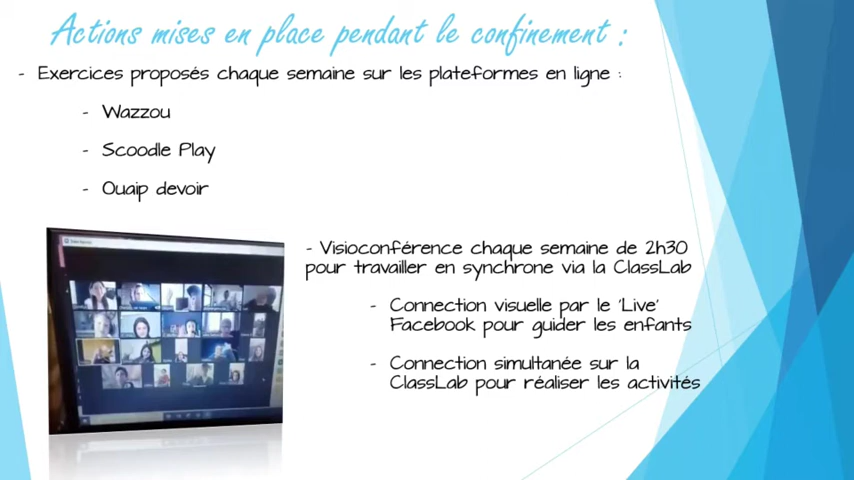 Actions mises en place pendant le confinement :
- Exercices proposés chaque semaine sur les plateformes en ligne :
- Wazzou
- Scoodle Play
- Ouaip devoir
- Visioconférence chaque semaine de 2h30
pour travailler en synchrone via la ClassLab
- Connection visuelle par le 'Live'
Facebook pour guider les enfants
- Connection simultanée sur la
ClassLab pour réaliser les activités